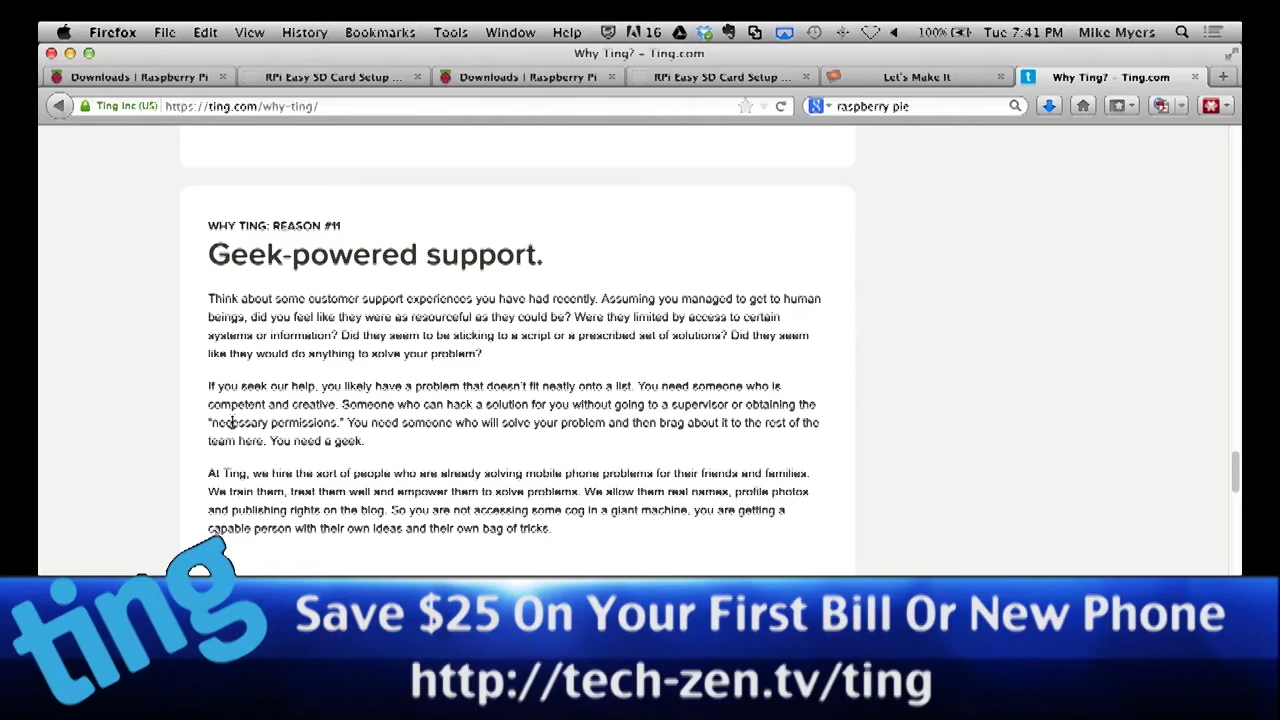 Firefox File Edit View History Bookmarks Tools Window Help 16 100% Tue 7:41 PM Mike Myers
Why Ting? - Ting.com
Downloads | Raspberry Pi RPi Easy SD Card Setup ... Downloads | Raspberry Pi RPi Easy SD Card Setup ... Let's Make It Why Ting? - Ting.com
Ting Inc (US) https://ting.com/why-ting/ raspberry pie
WHY TING: REASON #11
Geek-powered support.
Think about some customer support experiences you have had recently. Assuming you managed to get to human
beings, did you feel like they were as resourceful as they could be? Were they limited by access to certain
systems or information? Did they seem to be sticking to a script or a prescribed set of solutions? Did they seem
like they would do anything to solve your problem?
If you seek our help, you likely have a problem that doesn't fit neatly onto a list. You need someone who is
competent and creative. Someone who can hack a solution for you without going to a supervisor or obtaining the
"necessary permissions." You need someone who will solve your problem and then brag about it to the rest of the
team here. You need a geek.
At Ting, we hire the sort of people who are already solving mobile phone problems for their friends and families.
We train them, treat them well and empower them to solve problems. We allow them real names, profile photos
and publishing rights on the blog. So you are not accessing some cog in a giant machine, you are getting a
capable person with their own ideas and their own bag of tricks.
ting
Save $25 On Your First Bill Or New Phone
http://tech-zen.tv/ting